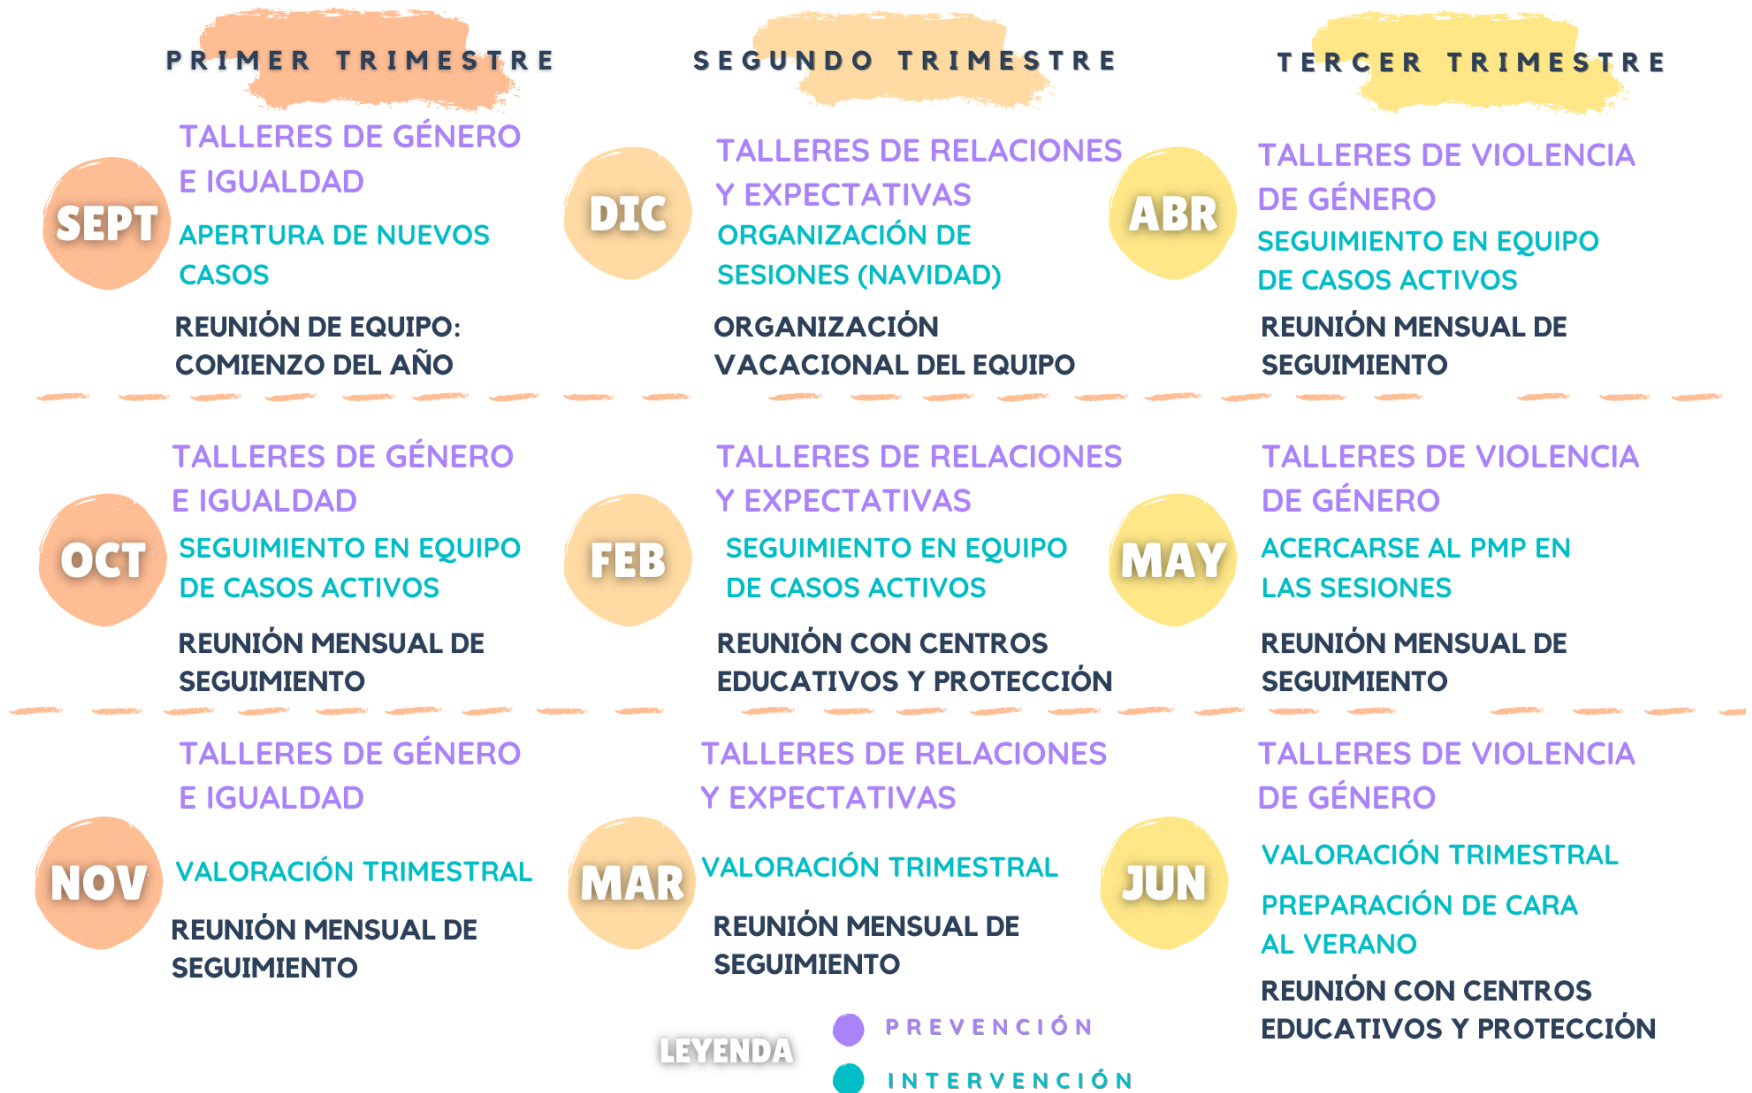 PRIMER TRIMESTRE
SEGUNDO TRIMESTRE
TERCER TRIMESTRE
SEPT
TALLERES DE GÉNERO
E IGUALDAD
APERTURA DE NUEVOS
CASOS
REUNIÓN DE EQUIPO:
COMIENZO DEL AÑO
DIC
TALLERES DE RELACIONES
Y EXPECTATIVAS
ORGANIZACIÓN DE
SESIONES (NAVIDAD)
ORGANIZACIÓN
VACACIONAL DEL EQUIPO
ABR
TALLERES DE VIOLENCIA
DE GÉNERO
SEGUIMIENTO EN EQUIPO
DE CASOS ACTIVOS
REUNIÓN MENSUAL DE
SEGUIMIENTO
OCT
TALLERES DE GÉNERO
E IGUALDAD
SEGUIMIENTO EN EQUIPO
DE CASOS ACTIVOS
REUNIÓN MENSUAL DE
SEGUIMIENTO
FEB
TALLERES DE RELACIONES
Y EXPECTATIVAS
SEGUIMIENTO EN EQUIPO
DE CASOS ACTIVOS
REUNIÓN CON CENTROS
EDUCATIVOS Y PROTECCIÓN
MAY
TALLERES DE VIOLENCIA
DE GÉNERO
ACERCARSE AL PMP EN
LAS SESIONES
REUNIÓN MENSUAL DE
SEGUIMIENTO
NOV
TALLERES DE GÉNERO
E IGUALDAD
VALORACIÓN TRIMESTRAL
REUNIÓN MENSUAL DE
SEGUIMIENTO
MAR
TALLERES DE RELACIONES
Y EXPECTATIVAS
VALORACIÓN TRIMESTRAL
REUNIÓN MENSUAL DE
SEGUIMIENTO
JUN
TALLERES DE VIOLENCIA
DE GÉNERO
VALORACIÓN TRIMESTRAL
PREPARACIÓN DE CARA
AL VERANO
REUNIÓN CON CENTROS
EDUCATIVOS Y PROTECCIÓN
LEYENDA
PREVENCIÓN
INTERVENCIÓN